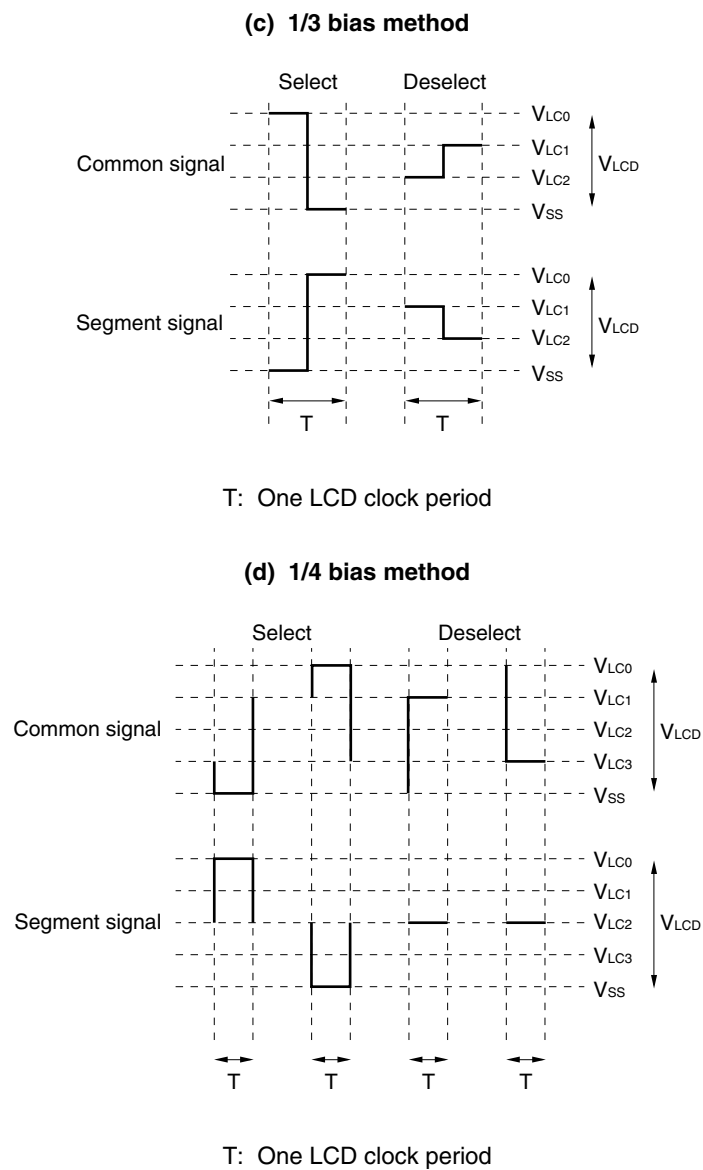 (c) 1/3 bias method
Select Deselect
VLC0
VLC1
Common signal VLCD
VLC2
VSS
VLC0
VLC1
Segment signal VLCD
VLC2
VSS
T T
T: One LCD clock period
(d) 1/4 bias method
Select Deselect
VLC0
VLC1
Common signal VLC2 VLCD
VLC3
VSS
VLC0
VLC1
Segment signal VLC2 VLCD
VLC3
VSS
T T T T
T: One LCD clock period